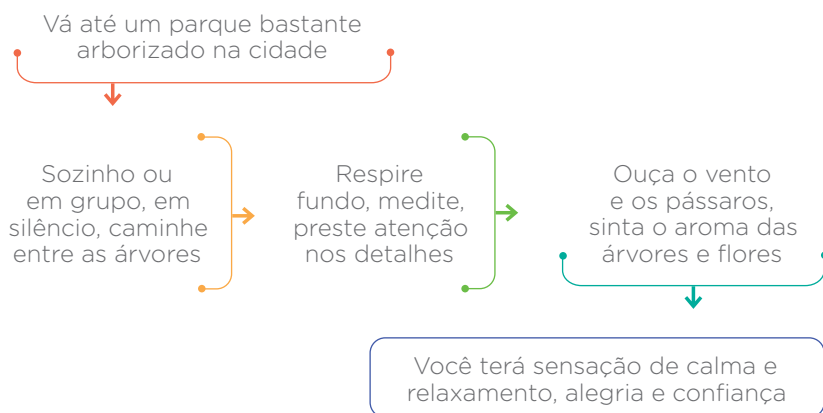 Vá até um parque bastante
arborizado na cidade
Sozinho ou
em grupo, em
silêncio, caminhe
entre as árvores
Respire
fundo, medite,
preste atenção
nos detalhes
Ouça o vento
e os pássaros,
sinta o aroma das
árvores e flores
Você terá sensação de calma e
relaxamento, alegria e confiança